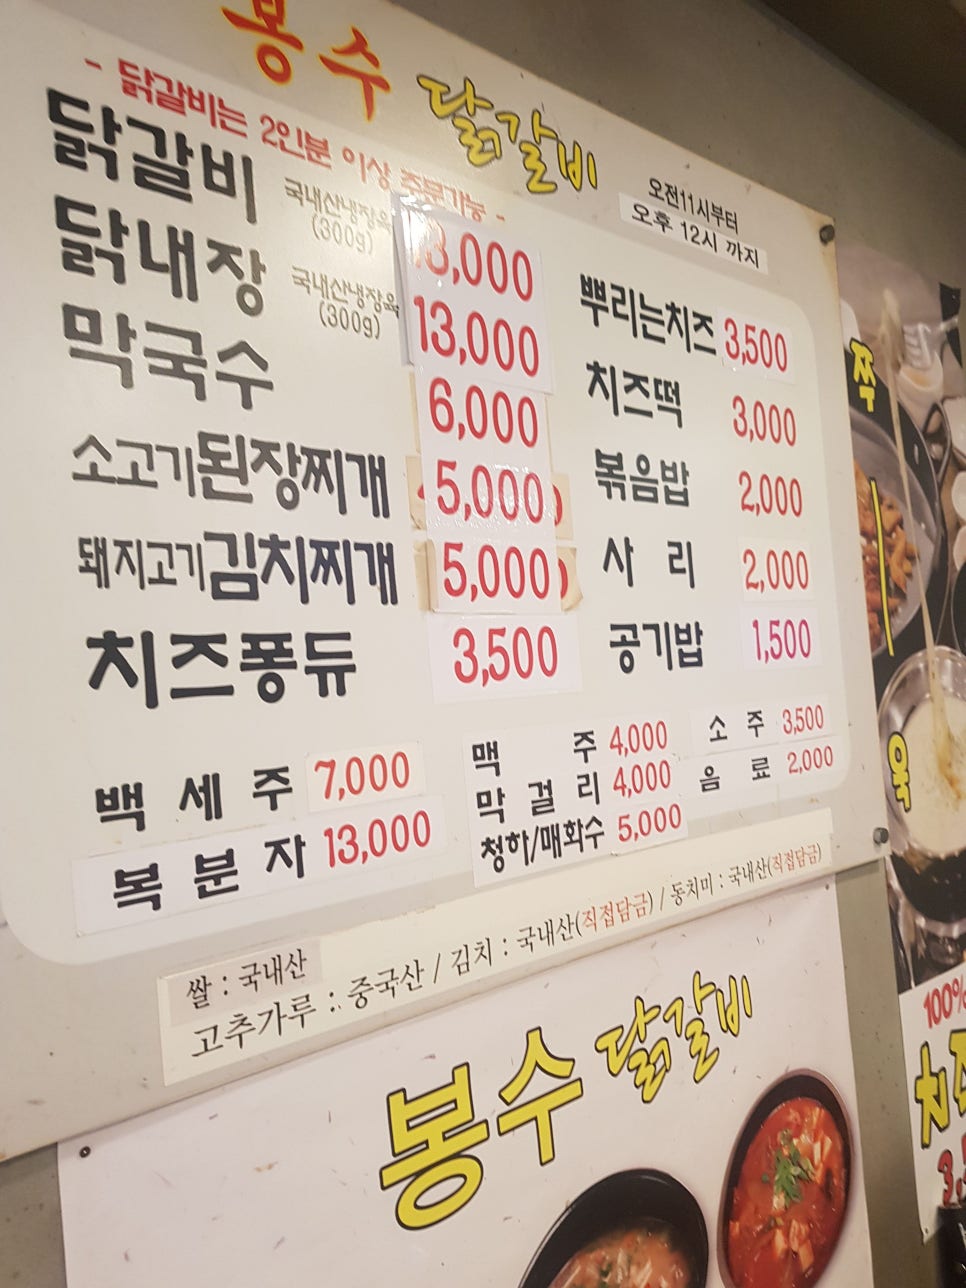 봉수 닭갈비
- 닭갈비는 2인분 이상 주문가능 -
오전11시부터
오후 12시 까지
닭갈비 국내산냉장육 (300g) 13,000
닭내장 국내산냉장육 (300g) 13,000
막국수 6,000
소고기된장찌개 5,000
돼지고기김치찌개 5,000
치즈퐁듀 3,500
뿌리는치즈 3,500
치즈떡 3,000
볶음밥 2,000
사리 2,000
공기밥 1,500
백세주 7,000
복분자 13,000
맥주 4,000
막걸리 4,000
청하/매화수 5,000
소주 3,500
음료 2,000
쌀 : 국내산
고추가루 : 중국산 / 김치 : 국내산(직접담금) / 동치미 : 국내산(직접담금)
봉수 닭갈비
쭉
욱
100%